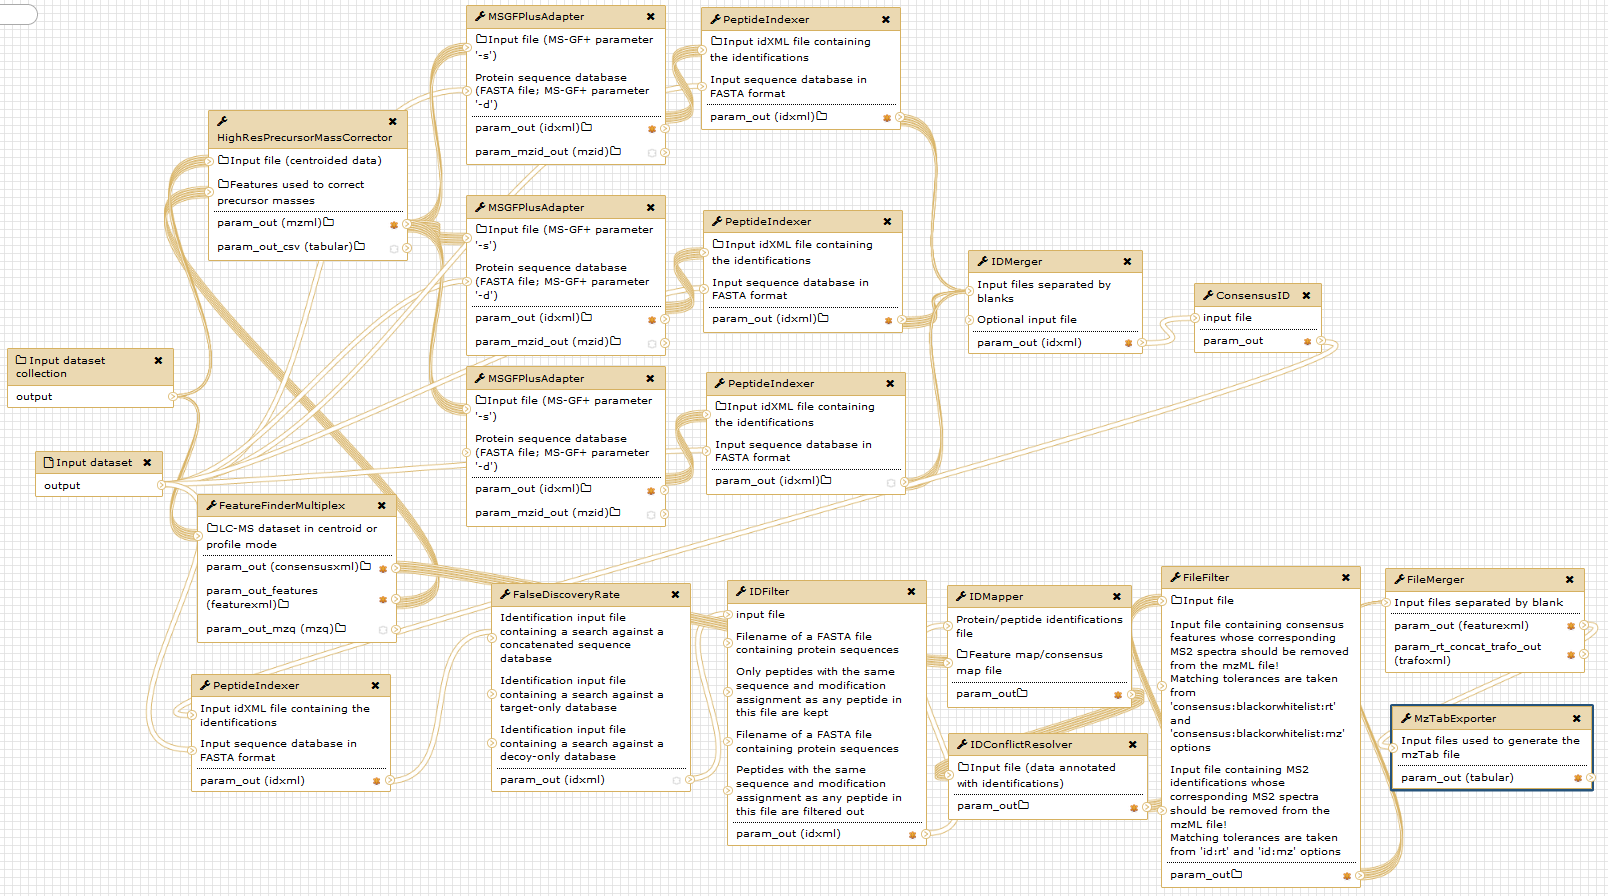 MSGFPlusAdapter
Input file (MS-GF+ parameter
'-s')
Protein sequence database
(FASTA file; MS-GF+ parameter
'-d')
param_out (idxml)
param_mzid_out (mzid)
PeptideIndexer
Input idXML file containing
the identifications
Input sequence database in
FASTA format
param_out (idxml)
HighResPrecursorMassCorrector
Input file (centroided data)
Features used to correct
precursor masses
param_out (mzml)
param_out_csv (tabular)
MSGFPlusAdapter
Input file (MS-GF+ parameter
'-s')
Protein sequence database
(FASTA file; MS-GF+ parameter
'-d')
param_out (idxml)
param_mzid_out (mzid)
PeptideIndexer
Input idXML file containing
the identifications
Input sequence database in
FASTA format
param_out (idxml)
IDMerger
Input files separated by
blanks
Optional input file
param_out (idxml)
ConsensusID
input file
param_out
Input dataset
collection
output
MSGFPlusAdapter
Input file (MS-GF+ parameter
'-s')
Protein sequence database
(FASTA file; MS-GF+ parameter
'-d')
param_out (idxml)
param_mzid_out (mzid)
PeptideIndexer
Input idXML file containing
the identifications
Input sequence database in
FASTA format
param_out (idxml)
Input dataset
output
FeatureFinderMultiplex
LC-MS dataset in centroid or
profile mode
param_out (consensusxml)
param_out_features
(featurexml)
param_out_mzq (mzq)
PeptideIndexer
Input idXML file containing the
identifications
Input sequence database in
FASTA format
param_out (idxml)
FalseDiscoveryRate
Identification input file
containing a search against a
concatenated sequence
database
Identification input file
containing a search against a
target-only database
Identification input file
containing a search against a
decoy-only database
param_out (idxml)
IDFilter
input file
Filename of a FASTA file
containing protein sequences
Only peptides with the same
sequence and modification
assignment as any peptide in
this file are kept
Filename of a FASTA file
containing protein sequences
Peptides with the same
sequence and modification
assignment as any peptide in
this file are filtered out
param_out (idxml)
IDMapper
Protein/peptide identifications
file
Feature map/consensus
map file
param_out
IDConflictResolver
Input file (data annotated
with identifications)
param_out
FileFilter
Input file
Input file containing consensus
features whose corresponding
MS2 spectra should be removed
from the mzML file!
Matching tolerances are taken
from
'consensus:blackorwhitelist:rt'
and
'consensus:blackorwhitelist:mz'
options
Input file containing MS2
identifications whose
corresponding MS2 spectra
should be removed from the
mzML file!
Matching tolerances are taken
from 'id:rt' and 'id:mz' options
param_out
FileMerger
Input files separated by blank
param_out (featurexml)
param_rt_concat_trafo_out
(trafoxml)
MzTabExporter
Input files used to generate the
mzTab file
param_out (tabular)